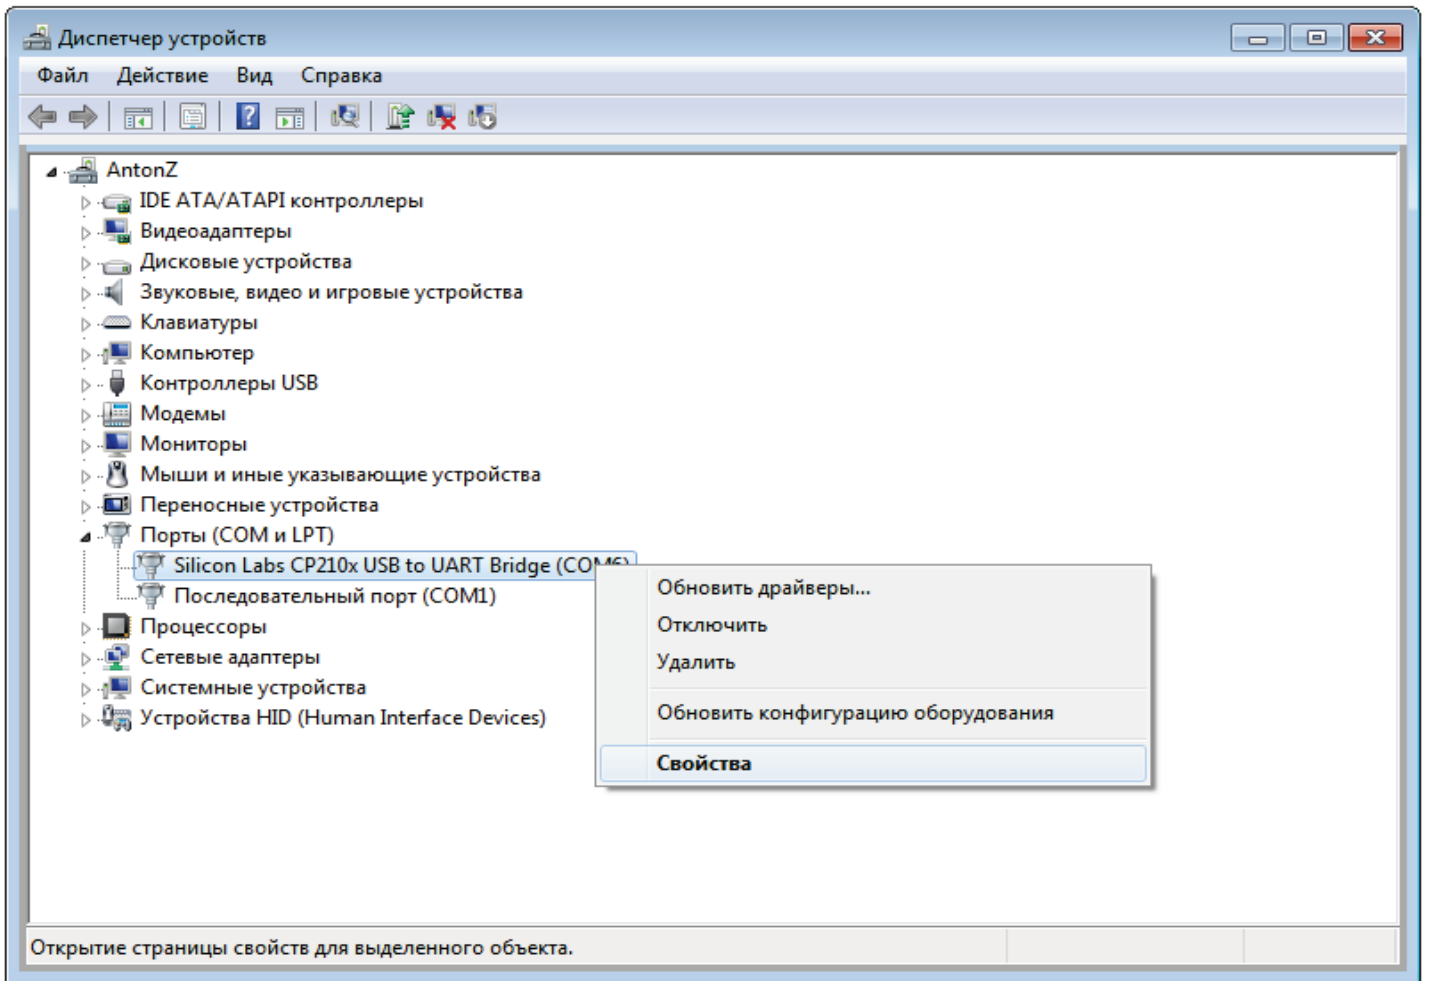 Диспетчер устройств
Файл Действие Вид Справка
AntonZ
IDE ATA/ATAPI контроллеры
Видеоадаптеры
Дисковые устройства
Звуковые, видео и игровые устройства
Клавиатуры
Компьютер
Контроллеры USB
Модемы
Мониторы
Мыши и иные указывающие устройства
Переносные устройства
Порты (COM и LPT)
Silicon Labs CP210x USB to UART Bridge (COM6)
Последовательный порт (COM1)
Процессоры
Сетевые адаптеры
Системные устройства
Устройства HID (Human Interface Devices)
Обновить драйверы...
Отключить
Удалить
Обновить конфигурацию оборудования
Свойства
Открытие страницы свойств для выделенного объекта.